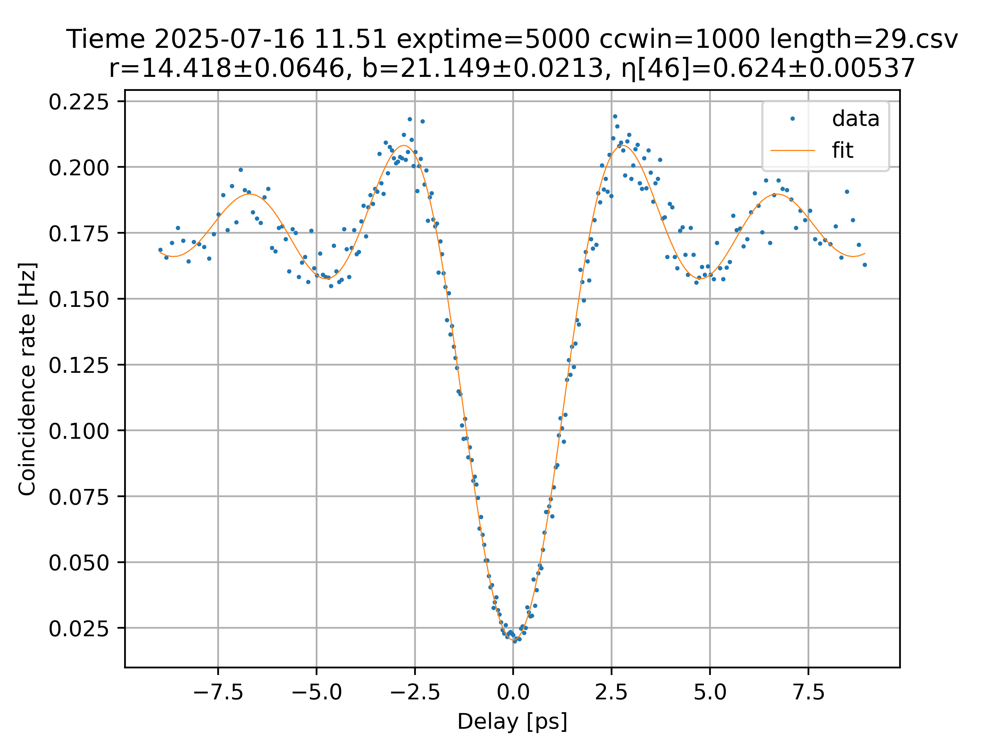 Tieme 2025-07-16 11.51 exptime=5000 ccwin=1000 length=29.csv
r=14.418±0.0646, b=21.149±0.0213, η[46]=0.624±0.00537
data
fit
0.225
0.200
0.175
0.150
0.125
0.100
0.075
0.050
0.025
Coincidence rate [Hz]
−7.5 −5.0 −2.5 0.0 2.5 5.0 7.5
Delay [ps]